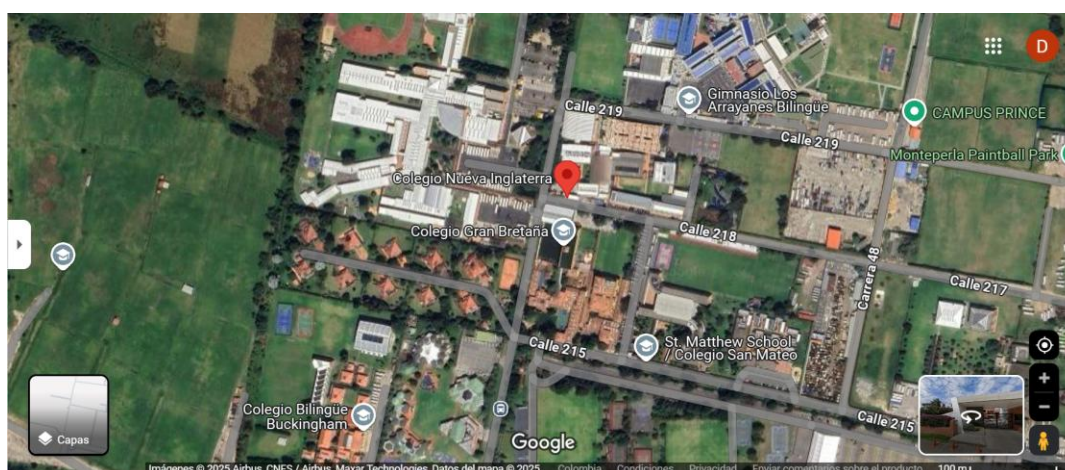 D
Gimnasio Los
Arrayanes Bilingüe
Calle 219
CAMPUS PRINCE
Calle 219
Monteperla Paintball Park
Colegio Nueva Inglaterra
Colegio Gran Bretaña
Calle 218
Carrera 48
Calle 217
Calle 215
St. Matthew School
/ Colegio San Mateo
Colegio Bilingüe
Buckingham
Calle 215
Capas
Google
Imágenes © 2025 Airbus, CNES / Airbus, Maxar Technologies, Datos del mapa © 2025 Colombia Condiciones Privacidad Enviar comentarios sobre el producto 100 m